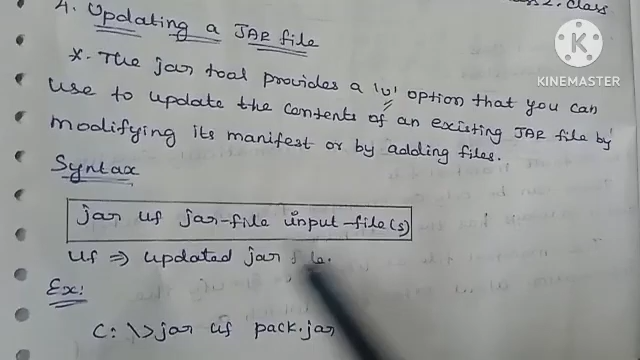 2. Class
4. Updating a JAR file
*. The jar tool provides a 'u' option that you can
use to update the contents of an existing JAR file by
modifying its manifest or by adding files.
Syntax
jar uf jar-file input-file(s)
uf ⇒ updated jar file.
Ex:
C:\>jar uf pack.jar
K
KINEMASTER